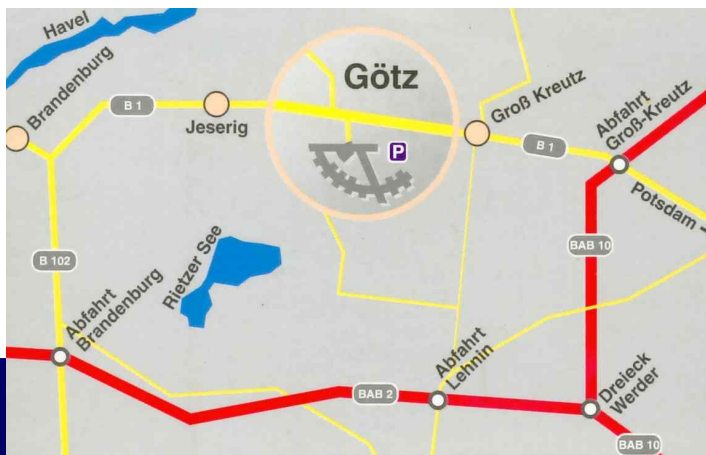 Havel
Brandenburg
B 1
Jeserig
Götz
P
Groß Kreutz
B 1
Abfahrt
Groß-Kreutz
Potsdam
B 102
Rietzer See
BAB 10
Abfahrt
Brandenburg
Abfahrt
Lehnin
BAB 2
Dreieck
Werder
BAB 10